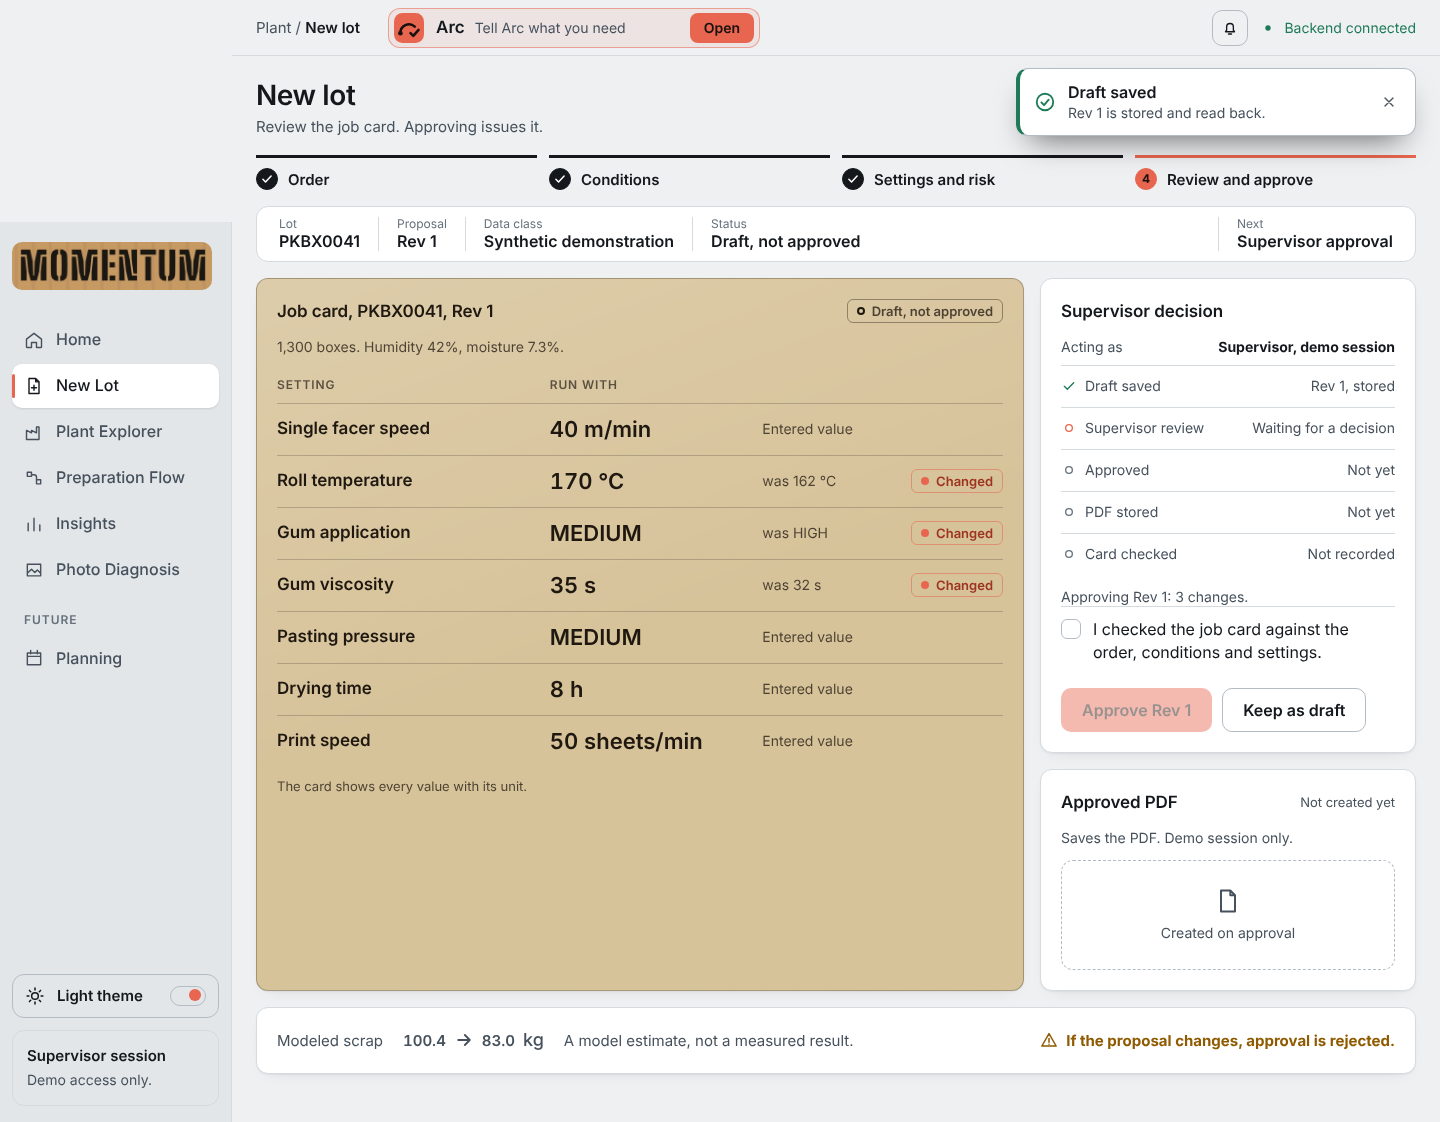 Plant / New lot
Arc Tell Arc what you need Open
Backend connected
New lot
Review the job card. Approving issues it.
Draft saved
Rev 1 is stored and read back.
Order
Conditions
Settings and risk
4 Review and approve
Lot
PKBX0041
Proposal
Rev 1
Data class
Synthetic demonstration
Status
Draft, not approved
Next
Supervisor approval
MOMENTUM
Home
New Lot
Plant Explorer
Preparation Flow
Insights
Photo Diagnosis
FUTURE
Planning
Light theme
Supervisor session
Demo access only.
Job card, PKBX0041, Rev 1
Draft, not approved
1,300 boxes. Humidity 42%, moisture 7.3%.
SETTING RUN WITH
Single facer speed 40 m/min Entered value
Roll temperature 170 °C was 162 °C Changed
Gum application MEDIUM was HIGH Changed
Gum viscosity 35 s was 32 s Changed
Pasting pressure MEDIUM Entered value
Drying time 8 h Entered value
Print speed 50 sheets/min Entered value
The card shows every value with its unit.
Supervisor decision
Acting as Supervisor, demo session
Draft saved Rev 1, stored
Supervisor review Waiting for a decision
Approved Not yet
PDF stored Not yet
Card checked Not recorded
Approving Rev 1: 3 changes.
I checked the job card against the
order, conditions and settings.
Approve Rev 1 Keep as draft
Approved PDF Not created yet
Saves the PDF. Demo session only.
Created on approval
Modeled scrap 100.4 → 83.0 kg A model estimate, not a measured result.
If the proposal changes, approval is rejected.